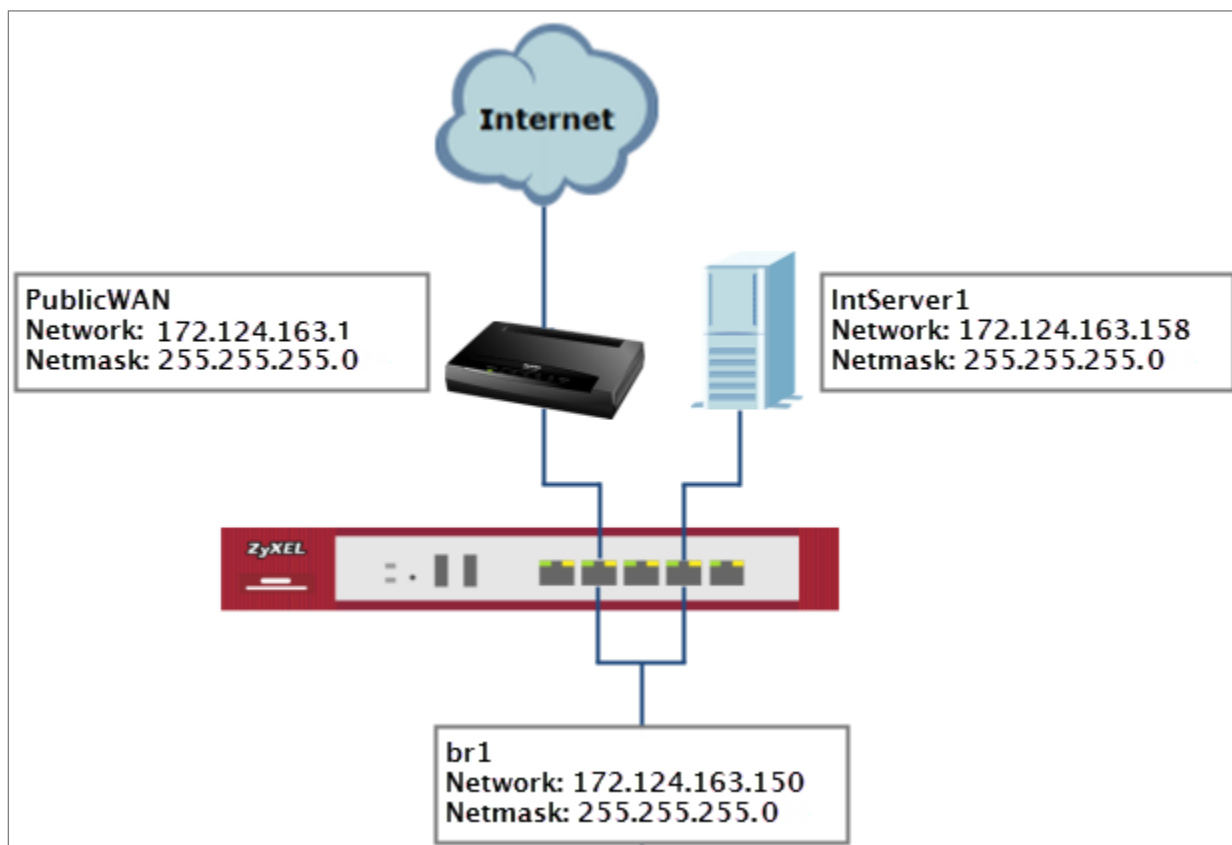 Internet
PublicWAN
Network: 172.124.163.1
Netmask: 255.255.255.0
IntServer1
Network: 172.124.163.158
Netmask: 255.255.255.0
ZyXEL
br1
Network: 172.124.163.150
Netmask: 255.255.255.0